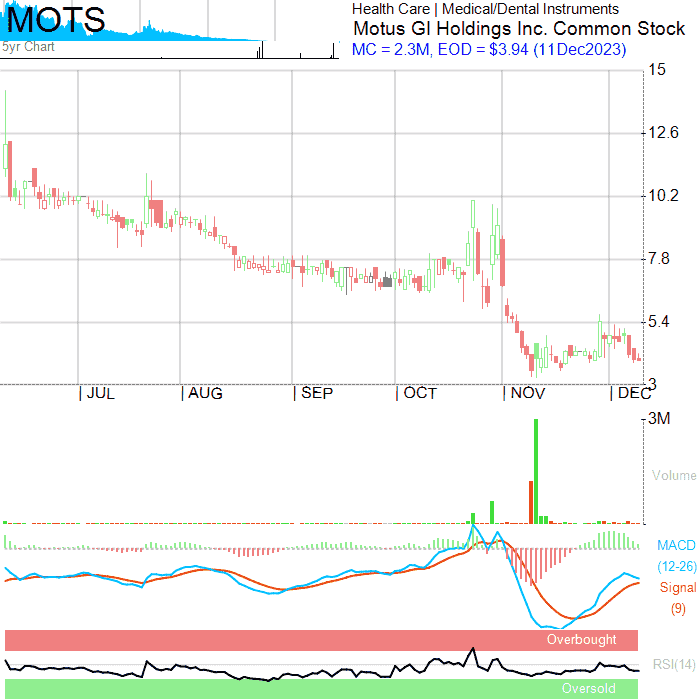 MOTS
5yr Chart
Health Care | Medical/Dental Instruments
Motus GI Holdings Inc. Common Stock
MC = 2.3M, EOD = $3.94 (11Dec2023)
15
12.6
10.2
7.8
5.4
3
| JUL | AUG | SEP | OCT | NOV | DEC
3M
Volume
MACD
(12-26)
Signal
(9)
Overbought
RSI(14)
Oversold